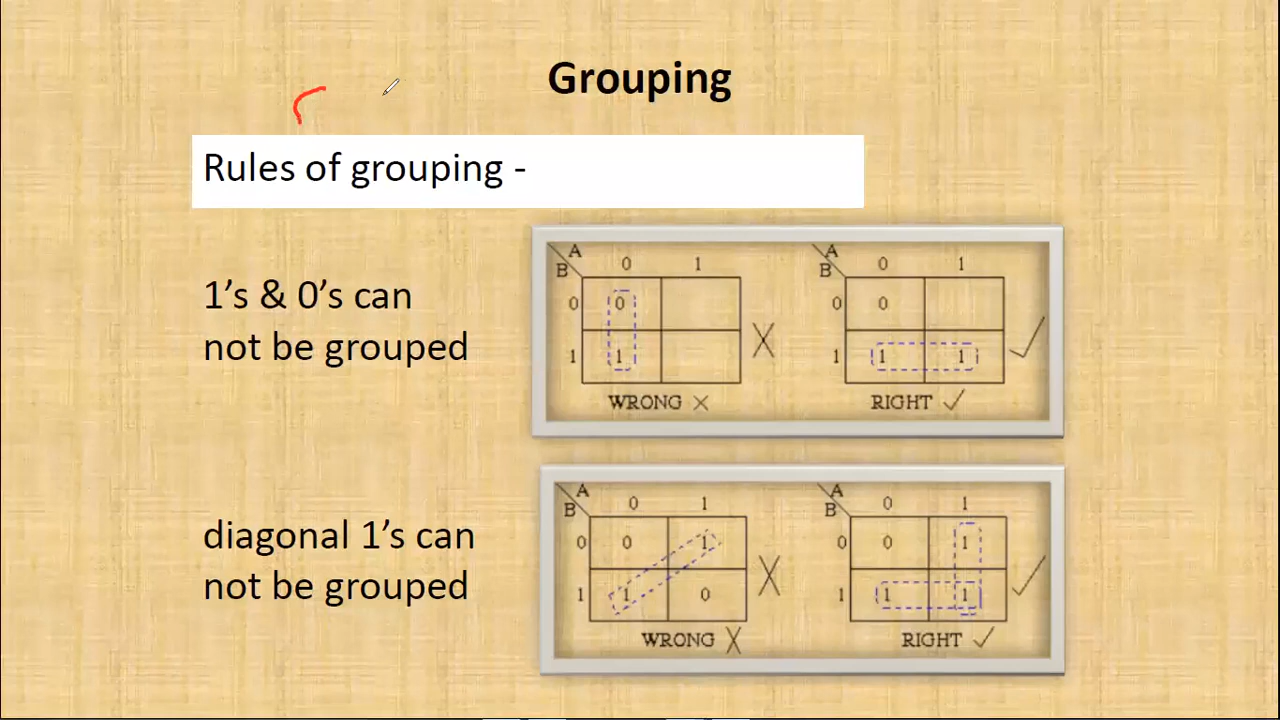 Grouping
Rules of grouping -
1's & 0's can
not be grouped
A
B
0 1
0 0
1 1
WRONG X
A
B
0 1
0 0
1 1 1
RIGHT ✓
diagonal 1's can
not be grouped
A
B
0 1
0 0 1
1 1 0
WRONG X
A
B
0 1
0 0 1
1 1 1
RIGHT ✓